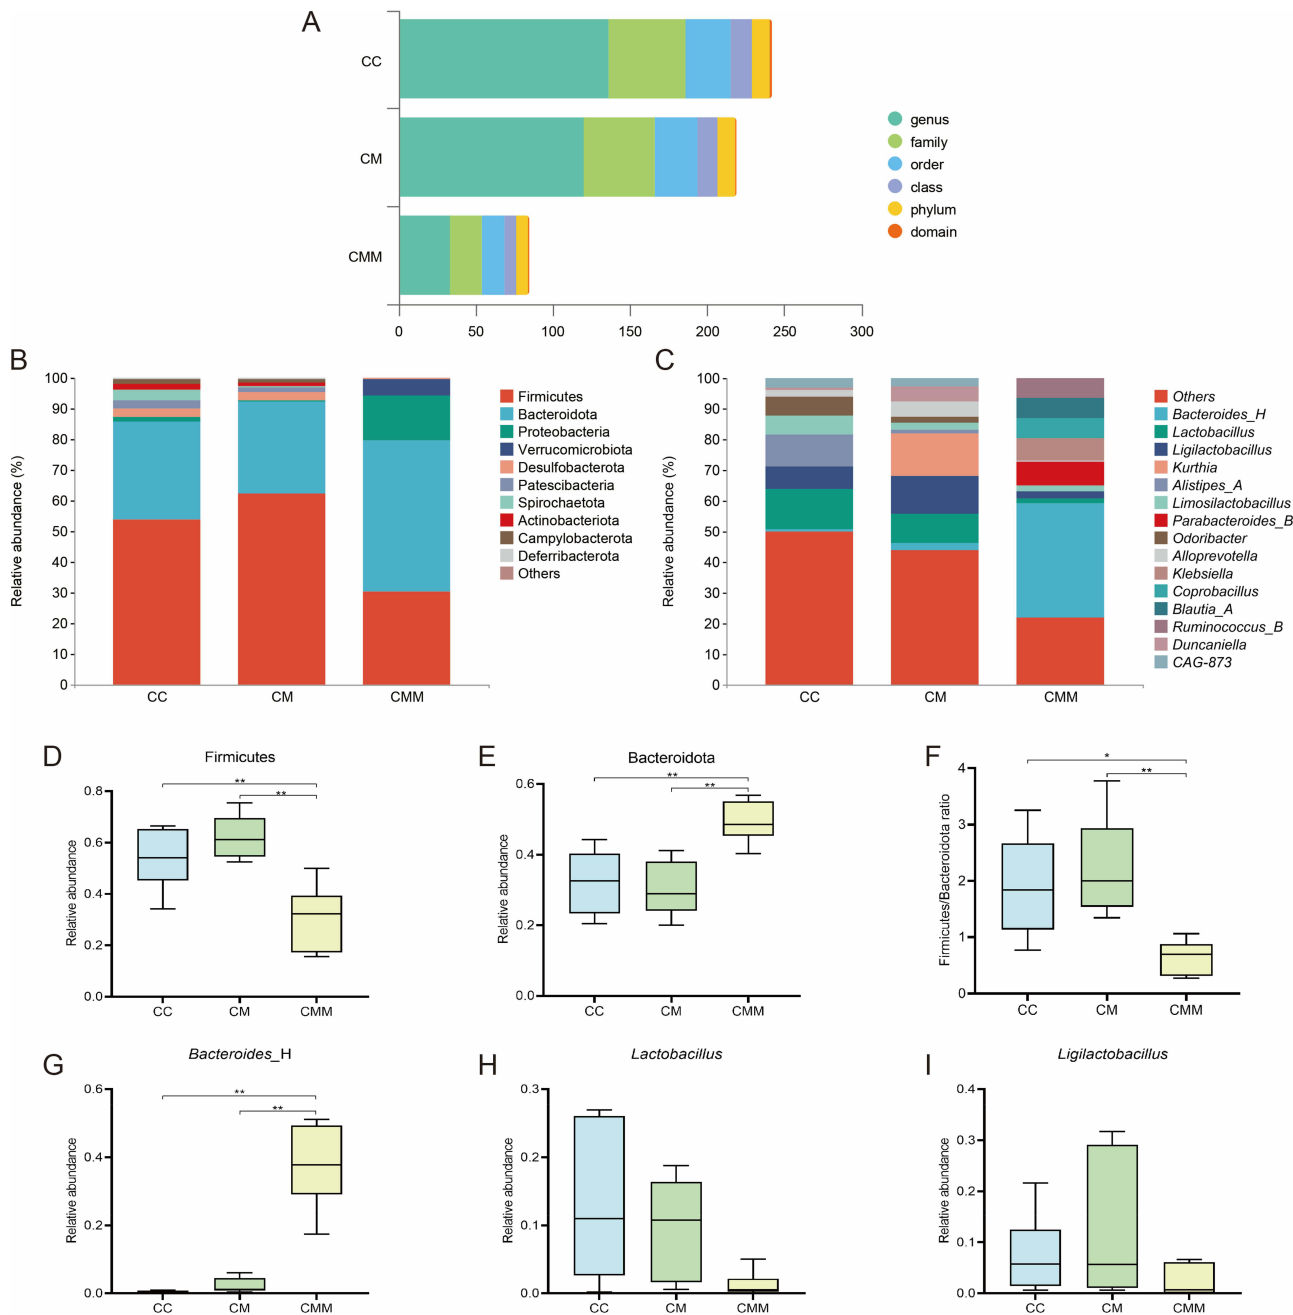 A
CC
CM
CMM
0 50 100 150 200 250 300
genus
family
order
class
phylum
domain
B
Relative abundance (%)
100
90
80
70
60
50
40
30
20
10
0
CC CM CMM
Firmicutes
Bacteroidota
Proteobacteria
Verrucomicrobiota
Desulfobacterota
Patescibacteria
Spirochaetota
Actinobacteriota
Campylobacterota
Deferribacterota
Others
C
Relative abundance (%)
100
90
80
70
60
50
40
30
20
10
0
CC CM CMM
Others
Bacteroides_H
Lactobacillus
Ligilactobacillus
Kurthia
Alistipes_A
Limosilactobacillus
Parabacteroides_B
Odoribacter
Alloprevotella
Klebsiella
Coprobacillus
Blautia_A
Ruminococcus_B
Duncaniella
CAG-873
D
Firmicutes
Relative abundance
0.8
0.6
0.4
0.2
0.0
**
**
CC CM CMM
E
Bacteroidota
Relative abundance
0.6
0.4
0.2
0.0
**
**
CC CM CMM
F
Firmicutes/Bacteroidota ratio
4
3
2
1
0
*
**
CC CM CMM
G
Bacteroides_H
Relative abundance
0.6
0.4
0.2
0.0
**
**
CC CM CMM
H
Lactobacillus
Relative abundance
0.3
0.2
0.1
0.0
CC CM CMM
I
Ligilactobacillus
Relative abundance
0.4
0.3
0.2
0.1
0.0
CC CM CMM